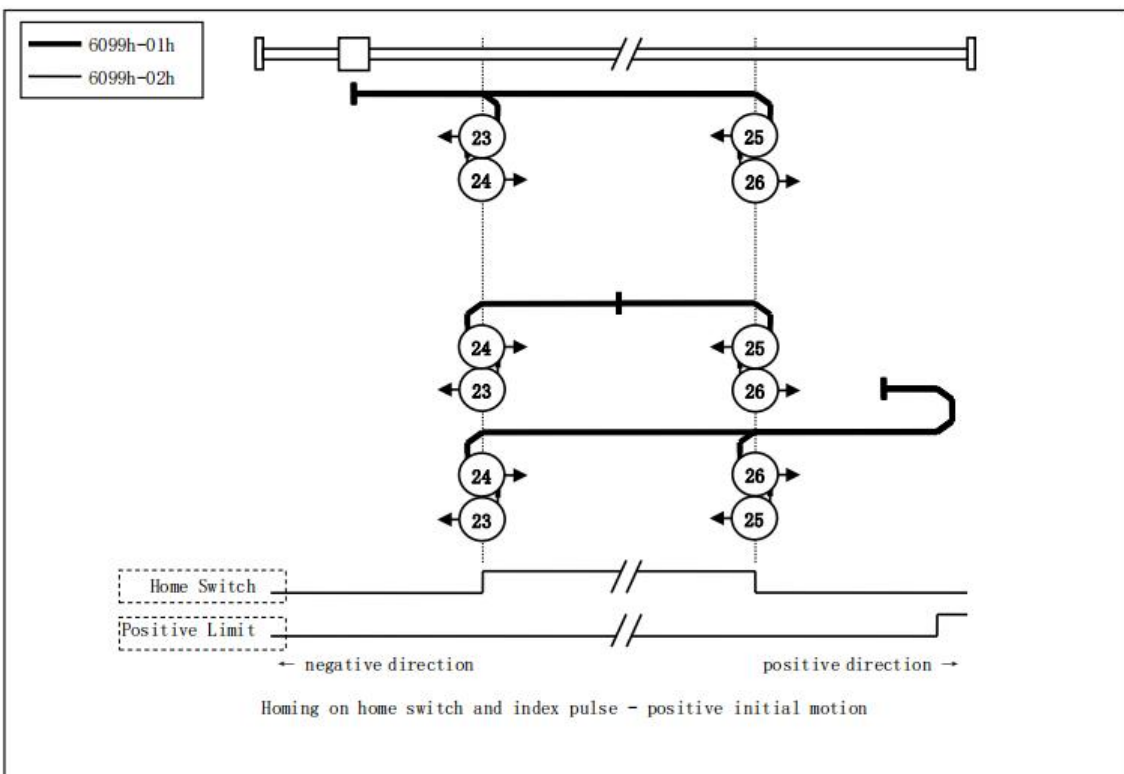 6099h-01h
6099h-02h
23
25
24
26
24
25
23
26
24
26
23
25
Home Switch
Positive Limit
← negative direction
positive direction →
Homing on home switch and index pulse - positive initial motion